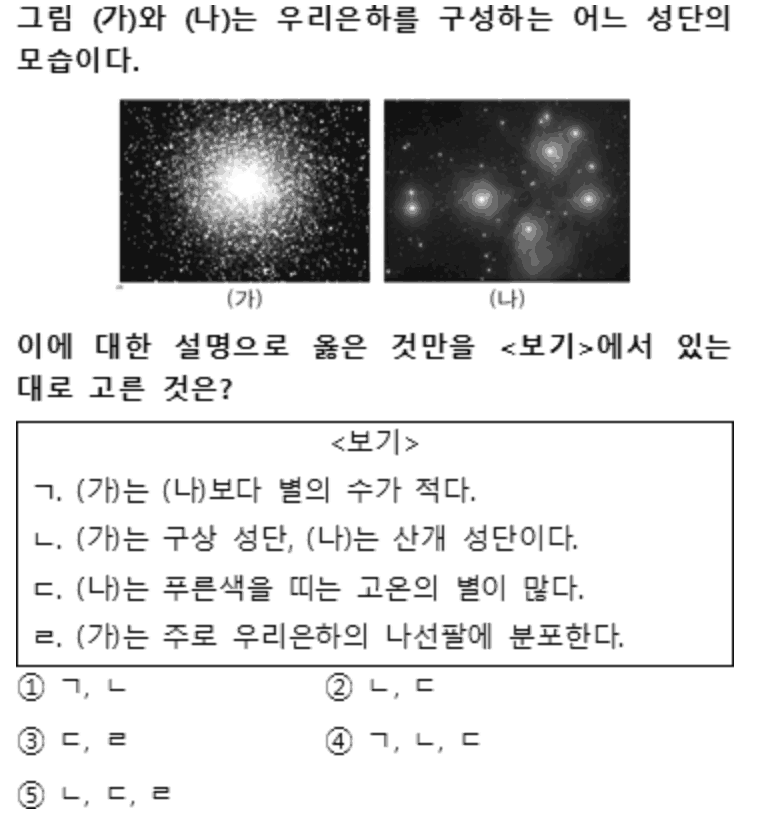 그림 (가)와 (나)는 우리은하를 구성하는 어느 성단의
모습이다.
(가) (나)
이에 대한 설명으로 옳은 것만을 <보기>에서 있는
대로 고른 것은?
<보기>
ㄱ. (가)는 (나)보다 별의 수가 적다.
ㄴ. (가)는 구상 성단, (나)는 산개 성단이다.
ㄷ. (나)는 푸른색을 띠는 고온의 별이 많다.
ㄹ. (가)는 주로 우리은하의 나선팔에 분포한다.
① ㄱ, ㄴ ② ㄴ, ㄷ
③ ㄷ, ㄹ ④ ㄱ, ㄴ, ㄷ
⑤ ㄴ, ㄷ, ㄹ